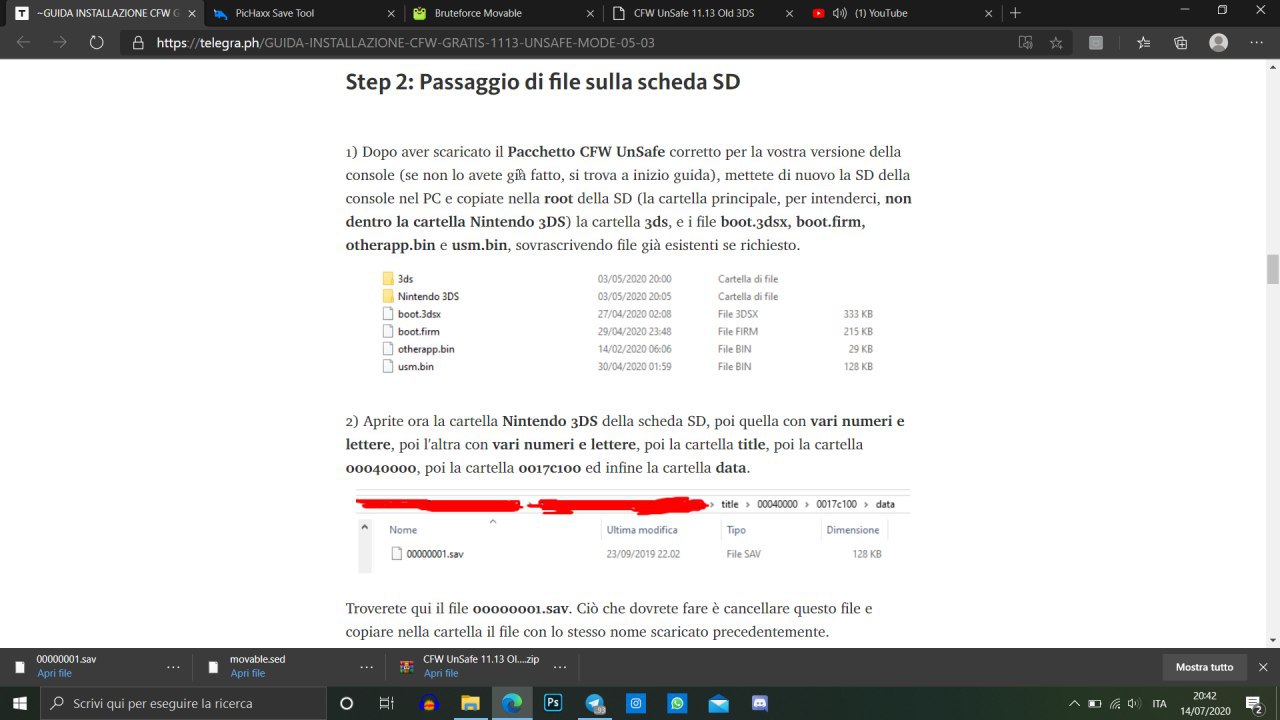 ~GUIDA INSTALLAZIONE CFW G
PicHaxx Save Tool
Bruteforce Movable
CFW UnSafe 11.13 Old 3DS
(1) YouTube
https://telegra.ph/GUIDA-INSTALLAZIONE-CFW-GRATIS-1113-UNSAFE-MODE-05-03
Step 2: Passaggio di file sulla scheda SD
1) Dopo aver scaricato il Pacchetto CFW UnSafe corretto per la vostra versione della
console (se non lo avete già fatto, si trova a inizio guida), mettete di nuovo la SD della
console nel PC e copiate nella root della SD (la cartella principale, per intenderci, non
dentro la cartella Nintendo 3DS) la cartella 3ds, e i file boot.3dsx, boot.firm,
otherapp.bin e usm.bin, sovrascrivendo file già esistenti se richiesto.
3ds 03/05/2020 20:00 Cartella di file
Nintendo 3DS 03/05/2020 20:05 Cartella di file
boot.3dsx 27/04/2020 02:08 File 3DSX 333 KB
boot.firm 29/04/2020 23:48 File FIRM 215 KB
otherapp.bin 14/02/2020 06:06 File BIN 29 KB
usm.bin 30/04/2020 01:59 File BIN 128 KB
2) Aprite ora la cartella Nintendo 3DS della scheda SD, poi quella con vari numeri e
lettere, poi l'altra con vari numeri e lettere, poi la cartella title, poi la cartella
00040000, poi la cartella 0017c100 ed infine la cartella data.
title › 00040000 › 0017c100 › data
Nome Ultima modifica Tipo Dimensione
00000001.sav 23/09/2019 22.02 File SAV 128 KB
Troverete qui il file 00000001.sav. Ciò che dovrete fare è cancellare questo file e
copiare nella cartella il file con lo stesso nome scaricato precedentemente.
00000001.sav
Apri file
movable.sed
Apri file
CFW UnSafe 11.13 Ol....zip
Apri file
Mostra tutto
Scrivi qui per eseguire la ricerca
Ps
ITA
20:42
14/07/2020
2